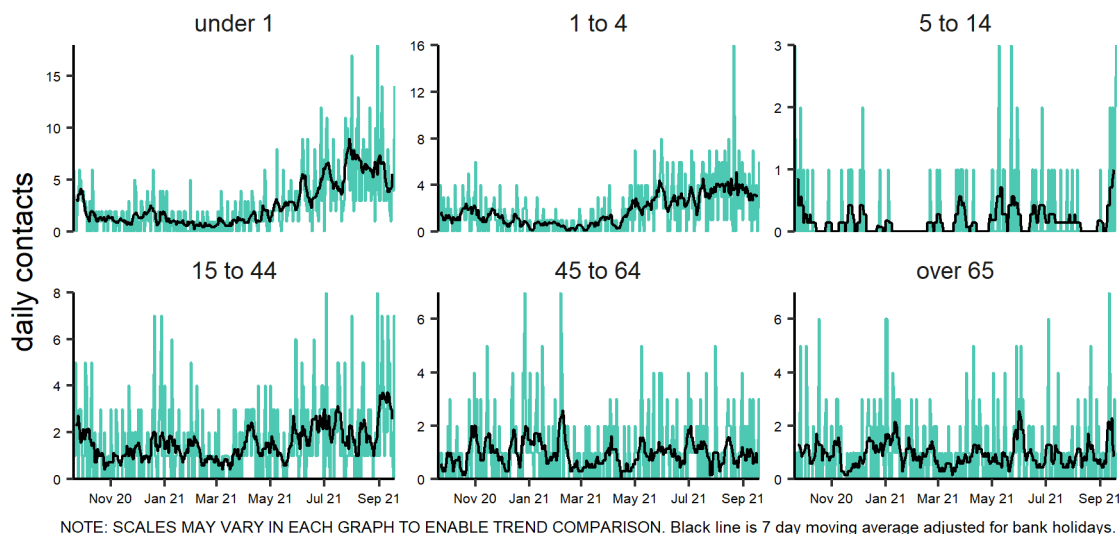 under 1
1 to 4
5 to 14
15
10
5
0
16
12
8
4
0
3
2
1
0
daily contacts
15 to 44
45 to 64
over 65
8
6
4
2
0
6
4
2
0
6
4
2
0
Nov 20 Jan 21 Mar 21 May 21 Jul 21 Sep 21
Nov 20 Jan 21 Mar 21 May 21 Jul 21 Sep 21
Nov 20 Jan 21 Mar 21 May 21 Jul 21 Sep 21
NOTE: SCALES MAY VARY IN EACH GRAPH TO ENABLE TREND COMPARISON. Black line is 7 day moving average adjusted for bank holidays.